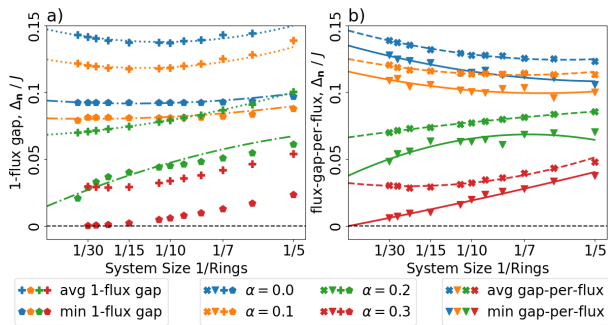 a)
b)
0.15
0.1
0.05
0
1-flux gap, Δₙ / J
1/30
1/15
1/10
1/7
1/5
System Size 1/Rings
0.15
0.1
0.05
0
flux-gap-per-flux, Δₙ / J
1/30
1/15
1/10
1/7
1/5
System Size 1/Rings
avg 1-flux gap
min 1-flux gap
α = 0.0
α = 0.1
α = 0.2
α = 0.3
avg gap-per-flux
min gap-per-flux